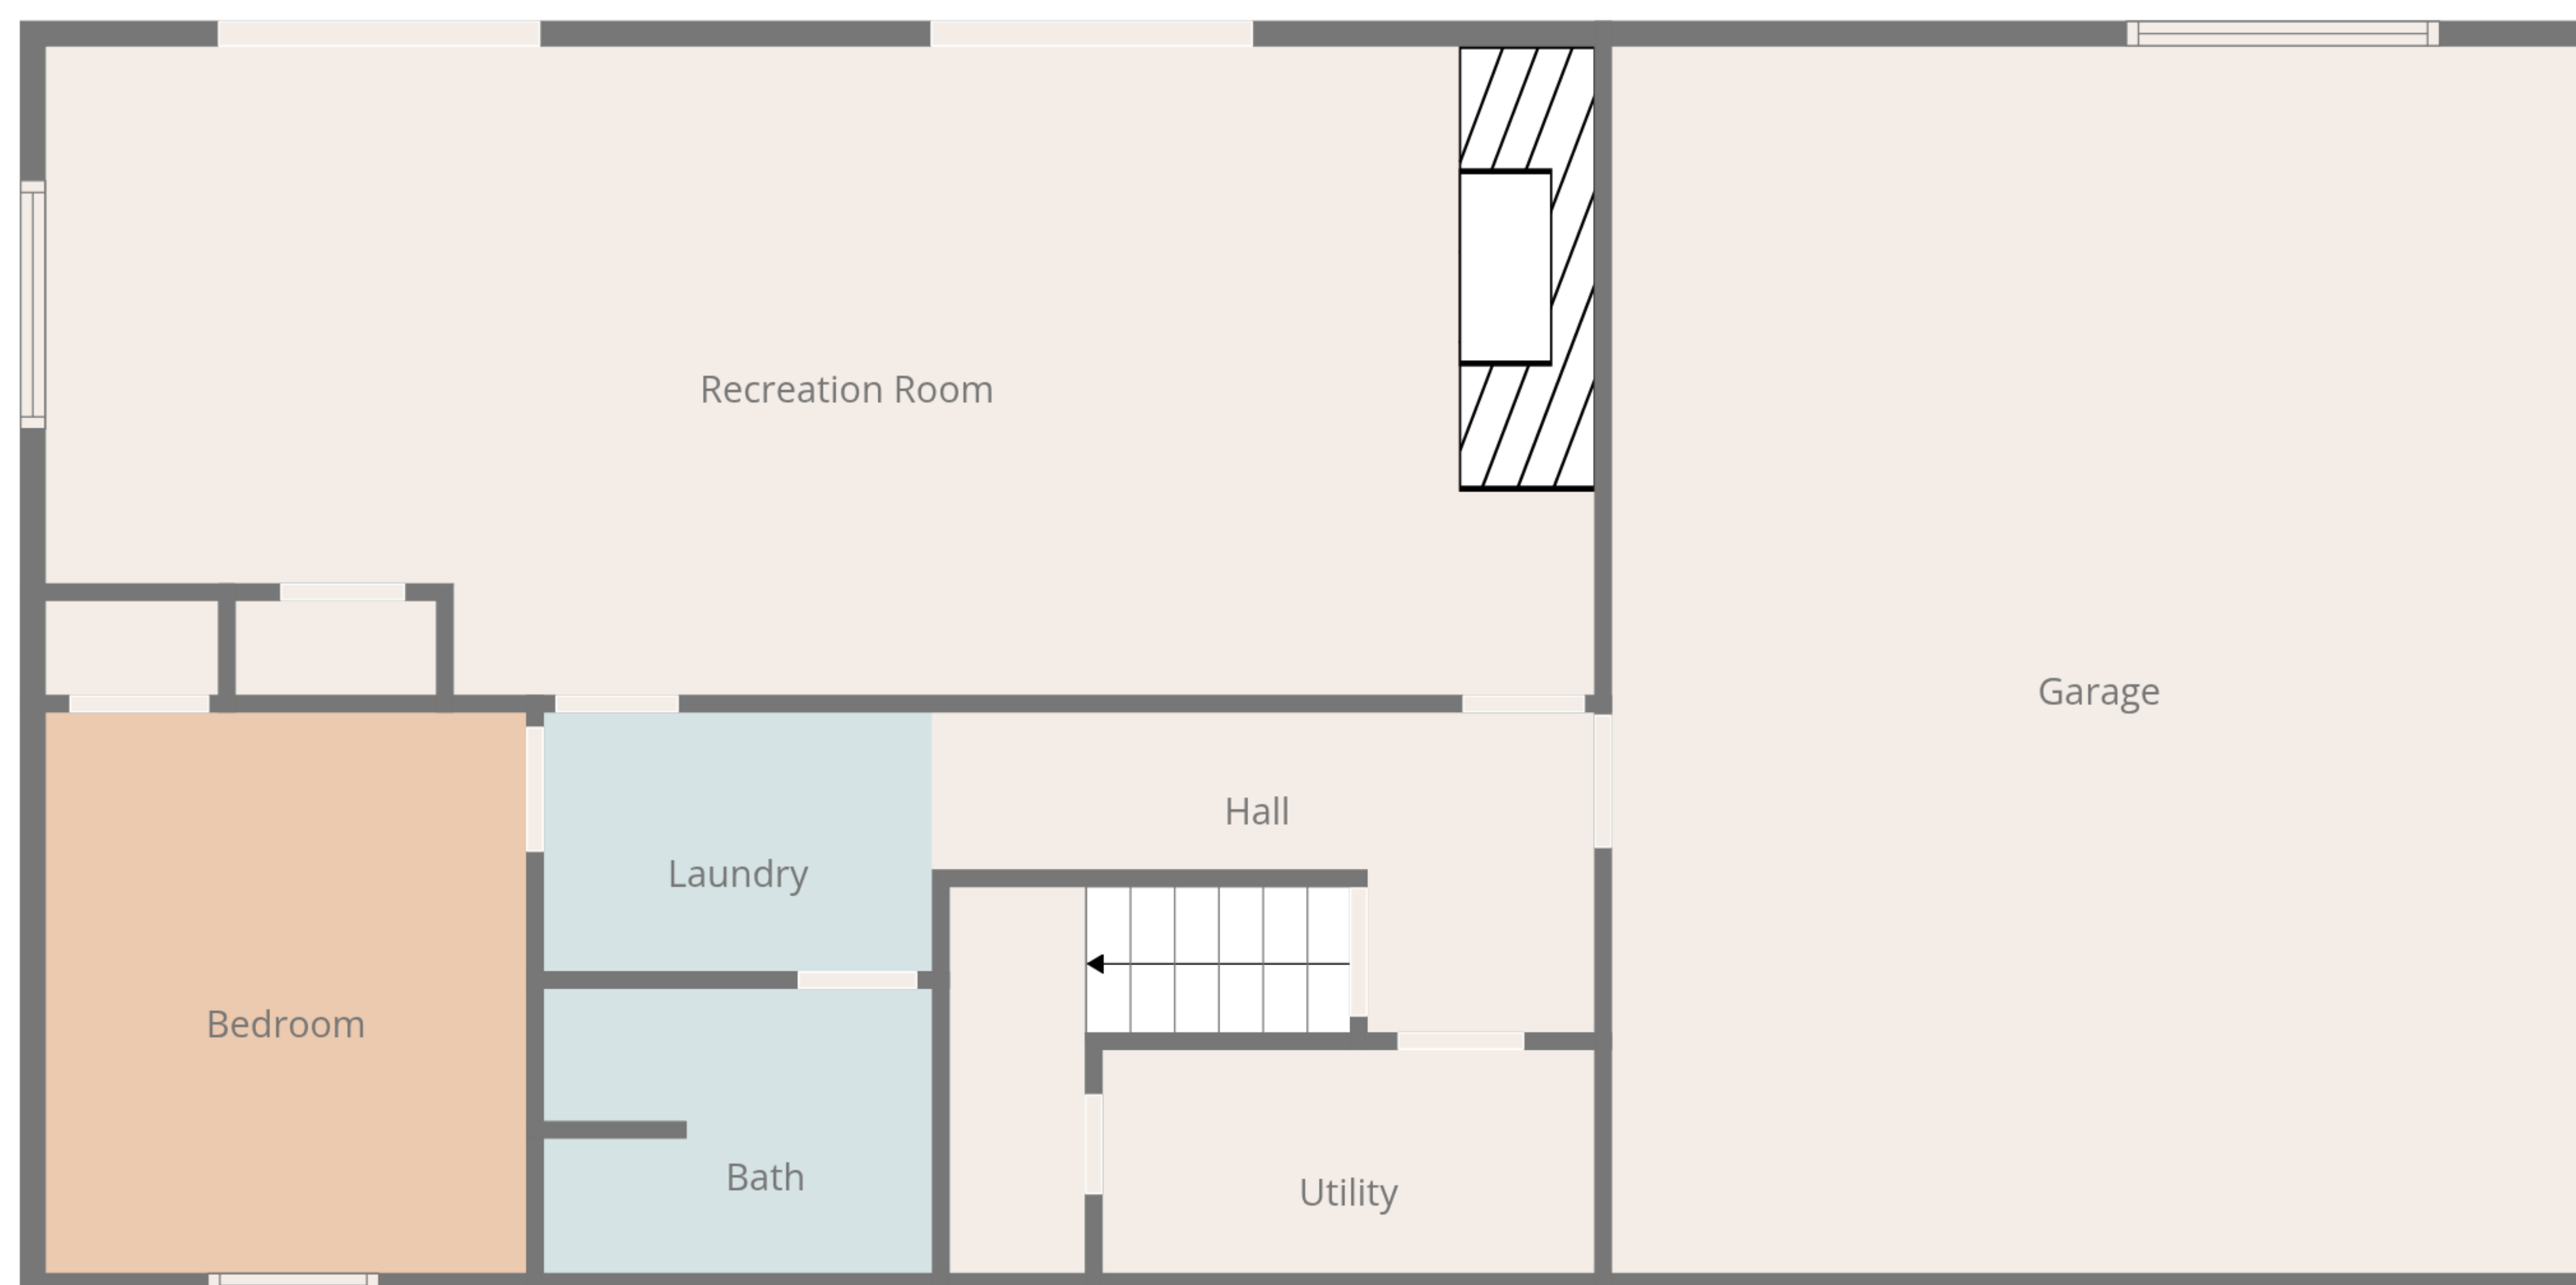 Recreation Room
Garage
Hall
Laundry
Bedroom
Bath
Utility